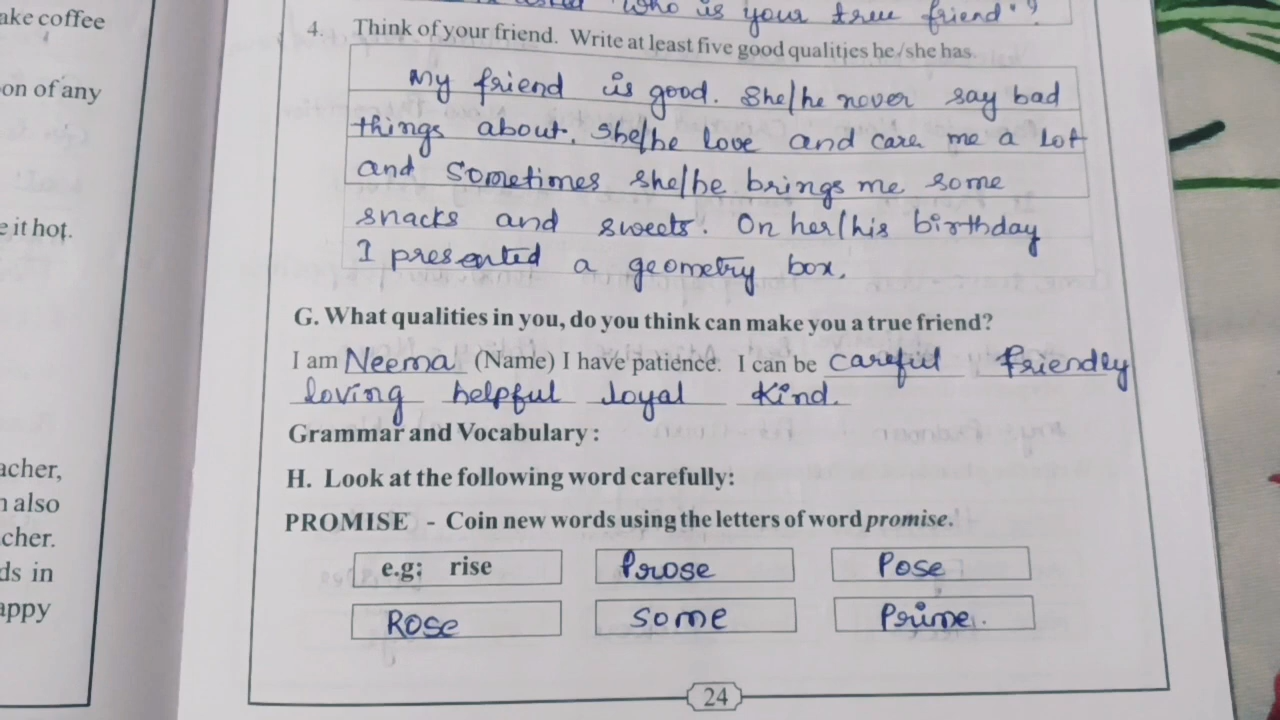 ake coffee
on of any
e it hot.
acher,
also
cher.
ds in
appy
Who is your true friend"?
4. Think of your friend. Write at least five good qualities he/she has
My friend is good. She/he never say bad
things about. She/he love and care me a lot
and sometimes she/he brings me some
snacks and sweets. On her/his birthday
I presented a geometry box.
G. What qualities in you, do you think can make you a true friend?
I am Neema (Name) I have patience. I can be careful friendly
loving helpful loyal kind.
Grammar and Vocabulary :
H. Look at the following word carefully:
PROMISE - Coin new words using the letters of word promise.
e.g; rise Prose Pose
Rose some Prime.
24